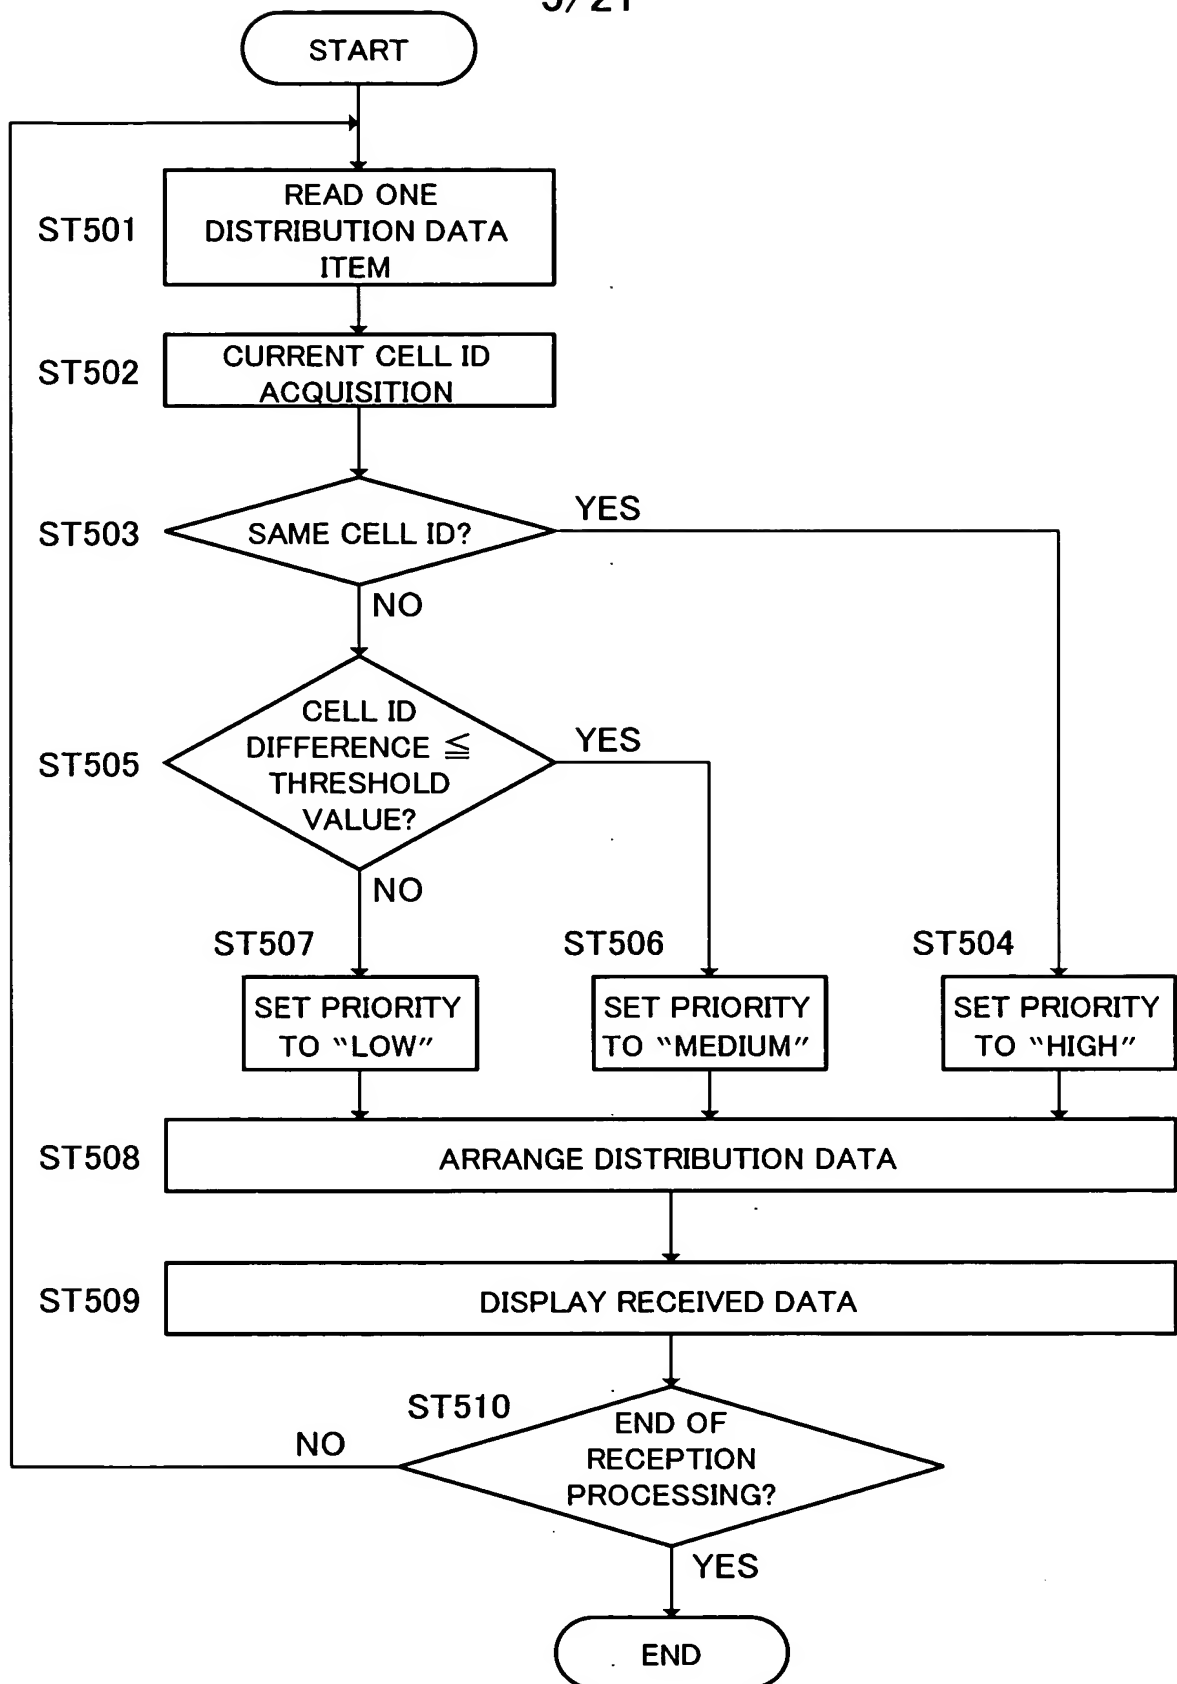 5/21
START
ST501
READ ONE
DISTRIBUTION DATA
ITEM
ST502
CURRENT CELL ID
ACQUISITION
ST503
SAME CELL ID?
YES
NO
ST505
CELL ID
DIFFERENCE ≦
THRESHOLD
VALUE?
YES
NO
ST507
ST506
ST504
SET PRIORITY
TO “LOW”
SET PRIORITY
TO “MEDIUM”
SET PRIORITY
TO “HIGH”
ST508
ARRANGE DISTRIBUTION DATA
ST509
DISPLAY RECEIVED DATA
ST510
END OF
RECEPTION
PROCESSING?
NO
YES
END